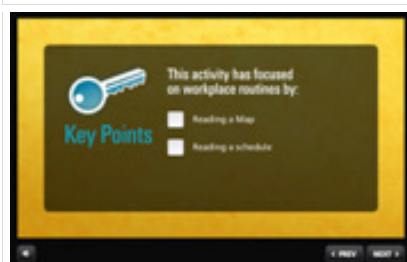 This activity has focused
on workplace routines by:
Key Points
Reading a Map
Reading a schedule
< PREV
NEXT >